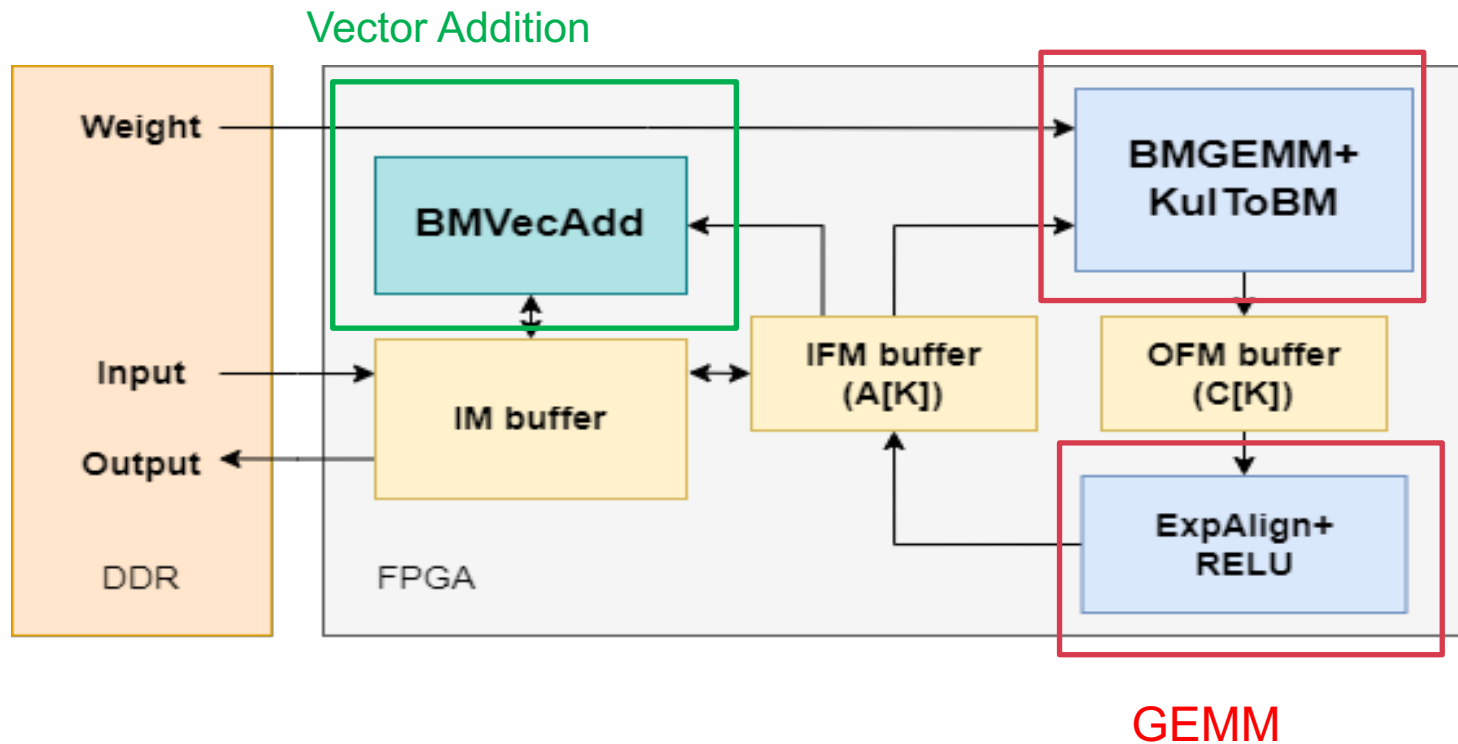 Vector Addition
Weight
BMVecAdd
BMGEMM+
KulToBM
Input
IM buffer
IFM buffer
(A[K])
OFM buffer
(C[K])
Output
ExpAlign+
RELU
DDR
FPGA
GEMM